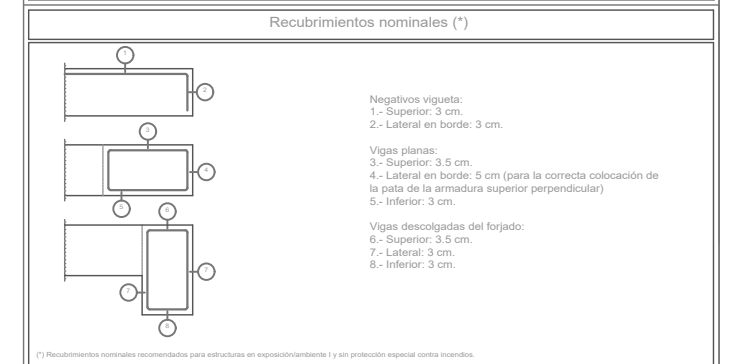 Recubrimientos nominales (*)
1
2
3
4
5
6
7
7
8
Negativos vigueta:
1.- Superior: 3 cm.
2.- Lateral en borde: 3 cm.
Vigas planas:
3.- Superior: 3.5 cm.
4.- Lateral en borde: 5 cm (para la correcta colocación de
la pata de la armadura superior perpendicular)
5.- Inferior: 3 cm.
Vigas descolgadas del forjado:
6.- Superior: 3.5 cm.
7.- Lateral: 3 cm.
8.- Inferior: 3 cm.
(*) Recubrimientos nominales recomendados para estructuras en exposición/ambiente I y sin protección especial contra incendios.